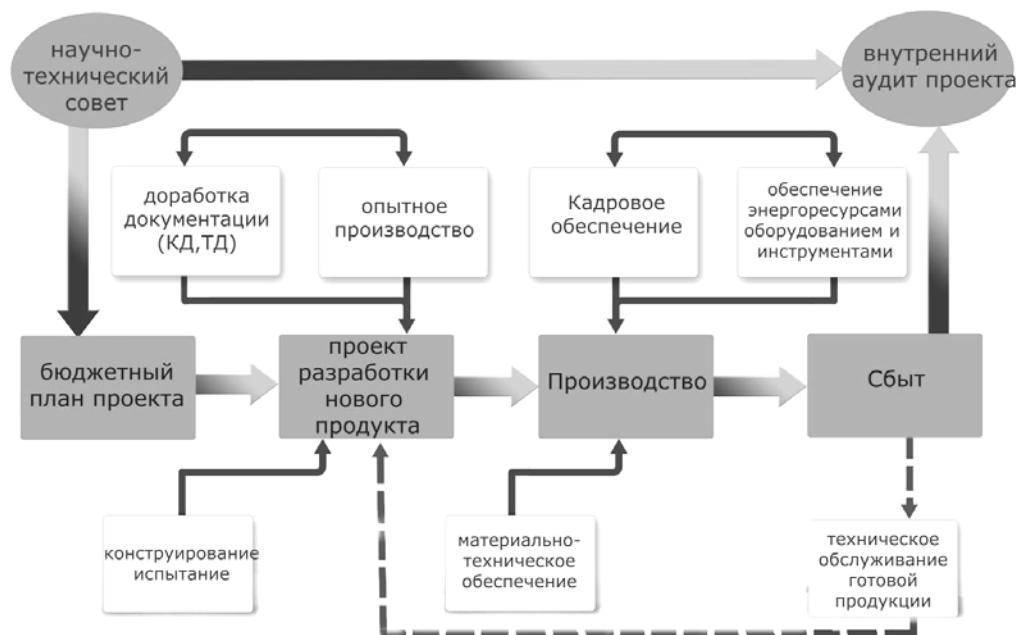 научно-
технический
совет
внутренний
аудит проекта
доработка
документации
(КД,ТД)
опытное
производство
Кадровое
обеспечение
обеспечение
энергоресурсами
оборудованием и
инструментами
бюджетный
план проекта
проект
разработки
нового
продукта
Производство
Сбыт
конструирование
испытание
материально-
техническое
обеспечение
техническое
обслуживание
готовой
продукции